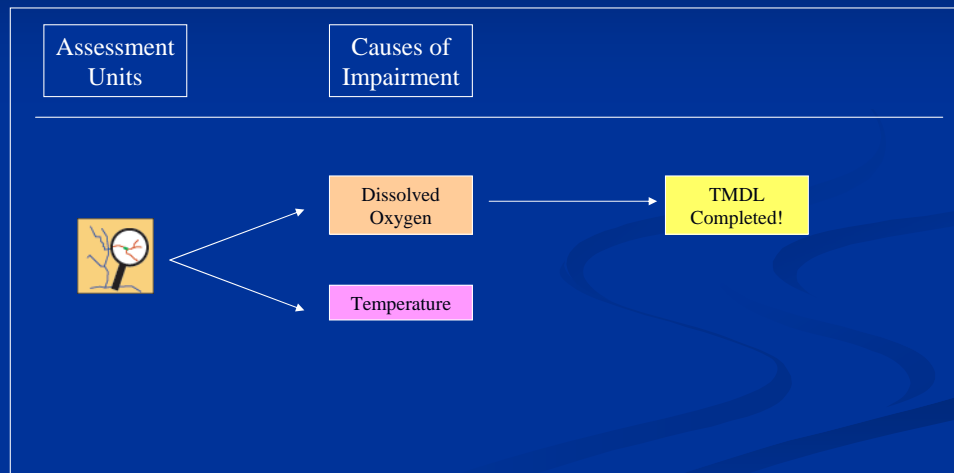 Assessment
Units
Causes of
Impairment
Dissolved
Oxygen
TMDL
Completed!
Temperature